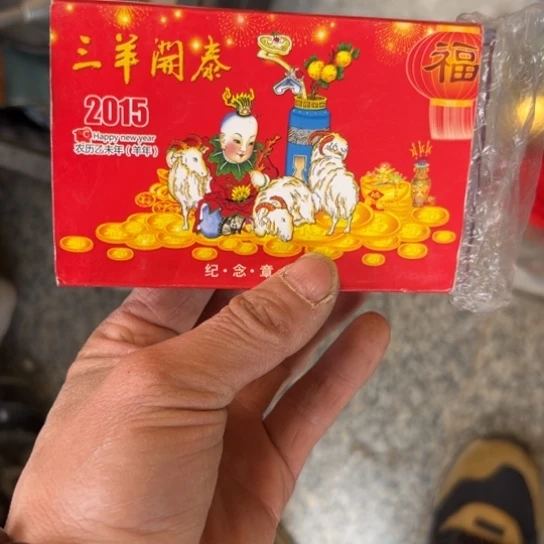 三羊開泰
福
2015
Happy new year
农历乙未年(羊年)
纪·念·章